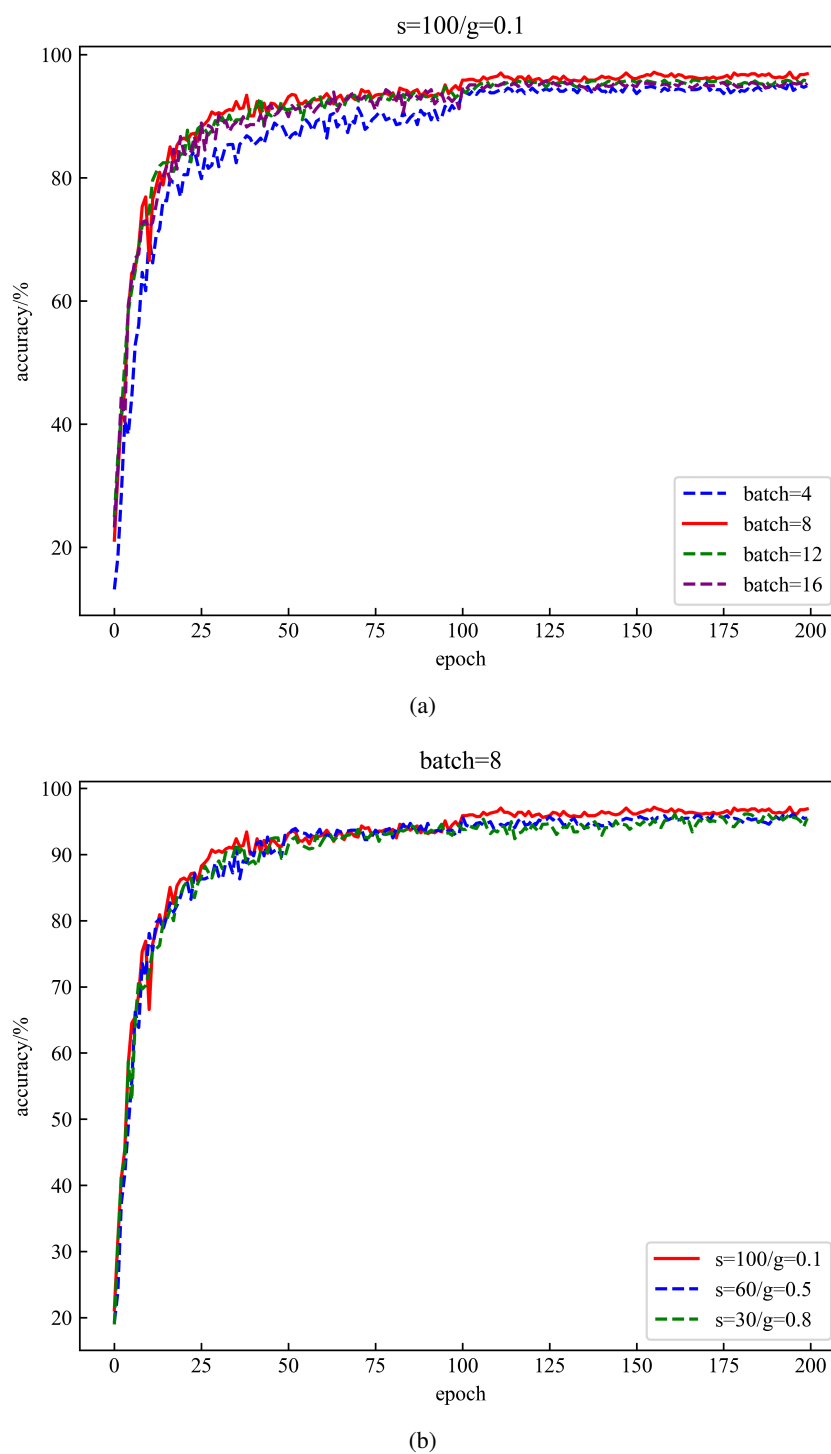 s=100/g=0.1
100
80
60
40
20
accuracy/%
batch=4
batch=8
batch=12
batch=16
0 25 50 75 100 125 150 175 200
epoch
(a)
batch=8
100
90
80
70
60
50
40
30
20
accuracy/%
s=100/g=0.1
s=60/g=0.5
s=30/g=0.8
0 25 50 75 100 125 150 175 200
epoch
(b)